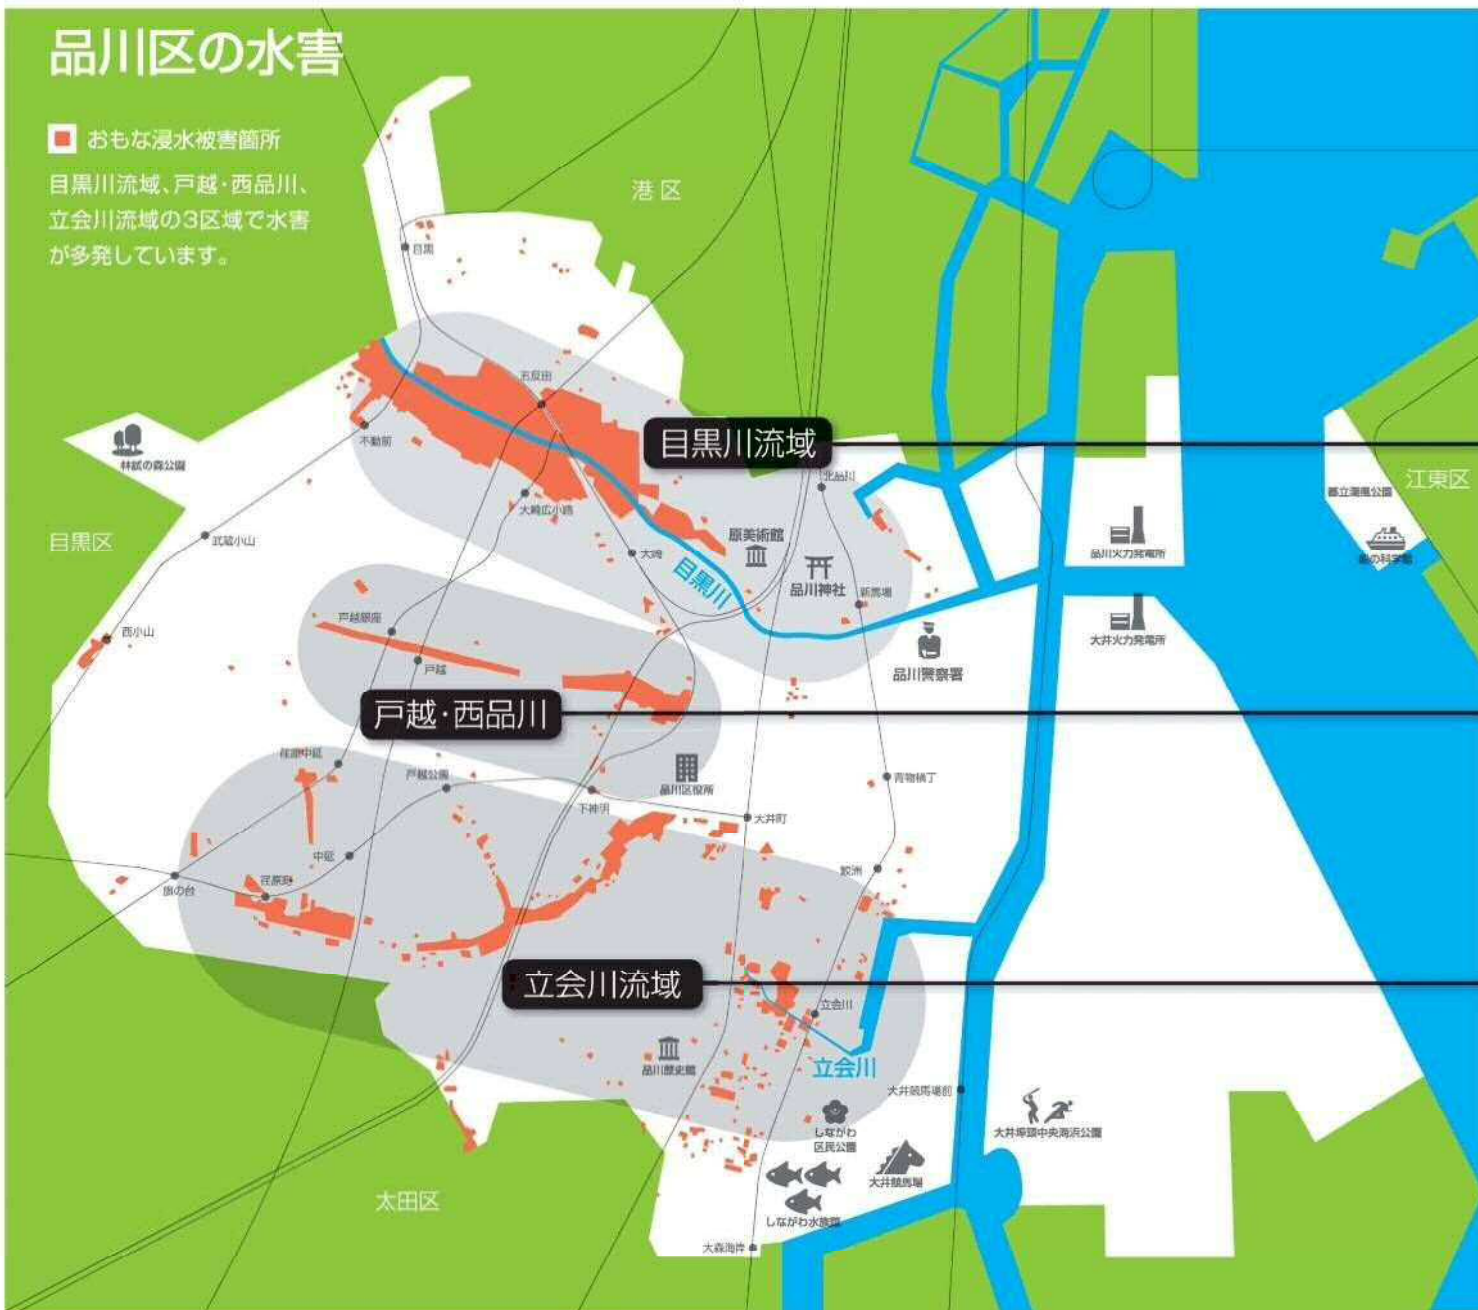 品川区の水害
おもな浸水被害箇所
目黒川流域、戸越・西品川、
立会川流域の3区域で水害
が多発しています。
港区
目黒
五反田
不動前
目黒川流域
林試の森公園
北品川
江東区
都立潮風公園
大崎広小路
目黒区
武蔵小山
大崎
原美術館
品川火力発電所
船の科学館
目黒川
品川神社
新馬場
戸越銀座
西小山
大井火力発電所
戸越
品川警察署
戸越・西品川
荏原中延
戸越公園
品川区役所
青物横丁
下神明
大井町
中延
鮫洲
旗の台
荏原町
立会川流域
立会川
品川歴史館
立会川
大井競馬場前
しながわ
区民公園
大井埠頭中央海浜公園
大井競馬場
太田区
しながわ水族館
大森海岸